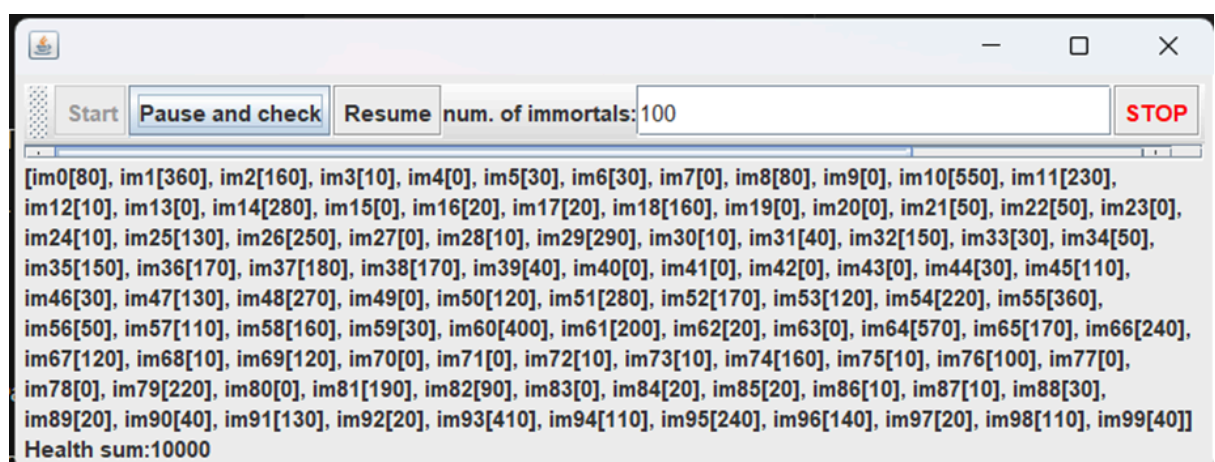 Start Pause and check Resume num. of immortals: 100 STOP
[im0[80], im1[360], im2[160], im3[10], im4[0], im5[30], im6[30], im7[0], im8[80], im9[0], im10[550], im11[230],
im12[10], im13[0], im14[280], im15[0], im16[20], im17[20], im18[160], im19[0], im20[0], im21[50], im22[50], im23[0],
im24[10], im25[130], im26[250], im27[0], im28[10], im29[290], im30[10], im31[40], im32[150], im33[30], im34[50],
im35[150], im36[170], im37[180], im38[170], im39[40], im40[0], im41[0], im42[0], im43[0], im44[30], im45[110],
im46[30], im47[130], im48[270], im49[0], im50[120], im51[280], im52[170], im53[120], im54[220], im55[360],
im56[50], im57[110], im58[160], im59[30], im60[400], im61[200], im62[20], im63[0], im64[570], im65[170], im66[240],
im67[120], im68[10], im69[120], im70[0], im71[0], im72[10], im73[10], im74[160], im75[10], im76[100], im77[0],
im78[0], im79[220], im80[0], im81[190], im82[90], im83[0], im84[20], im85[20], im86[10], im87[10], im88[30],
im89[20], im90[40], im91[130], im92[20], im93[410], im94[110], im95[240], im96[140], im97[20], im98[110], im99[40]]
Health sum:10000